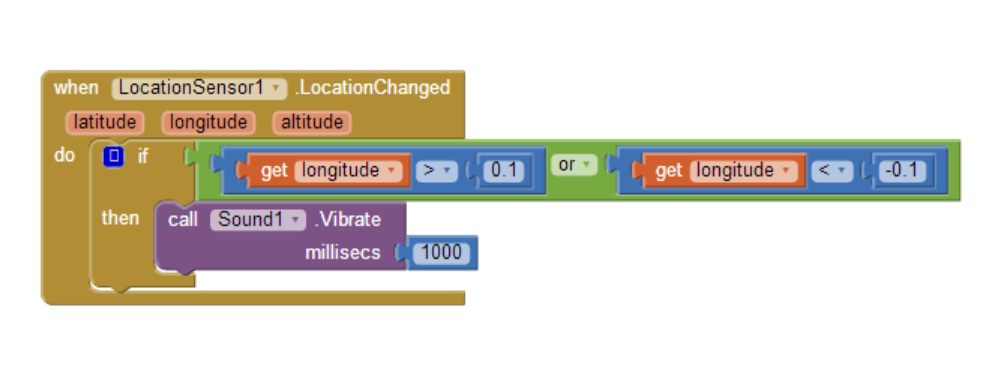 when LocationSensor1 .LocationChanged
latitude longitude altitude
do if get longitude > 0.1 or get longitude < -0.1
then call Sound1 .Vibrate
millisecs 1000